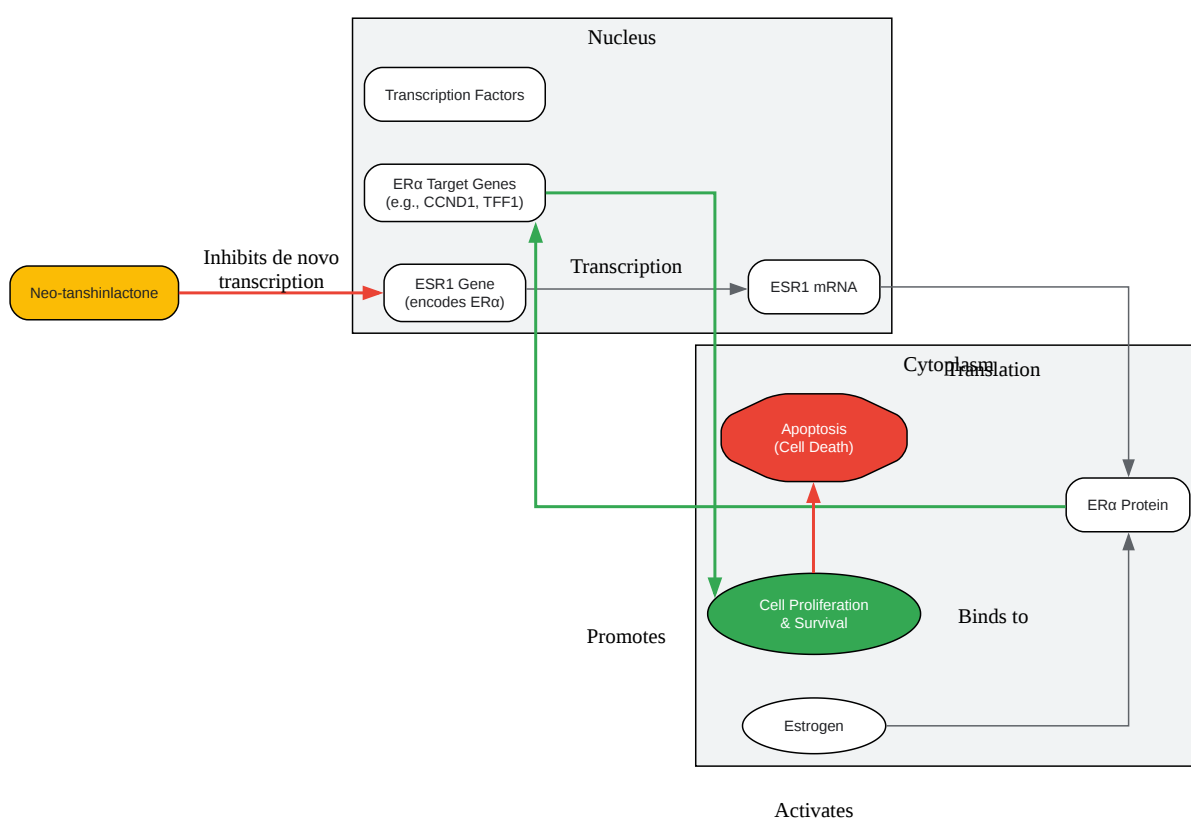 Nucleus
Transcription Factors
ERα Target Genes
(e.g., CCND1, TFF1)
Inhibits de novo
transcription
Neo-tanshinlactone
ESR1 Gene
(encodes ERα)
Transcription
ESR1 mRNA
Cytoplasm
Translation
Apoptosis
(Cell Death)
ERα Protein
Cell Proliferation
& Survival
Binds to
Promotes
Estrogen
Activates